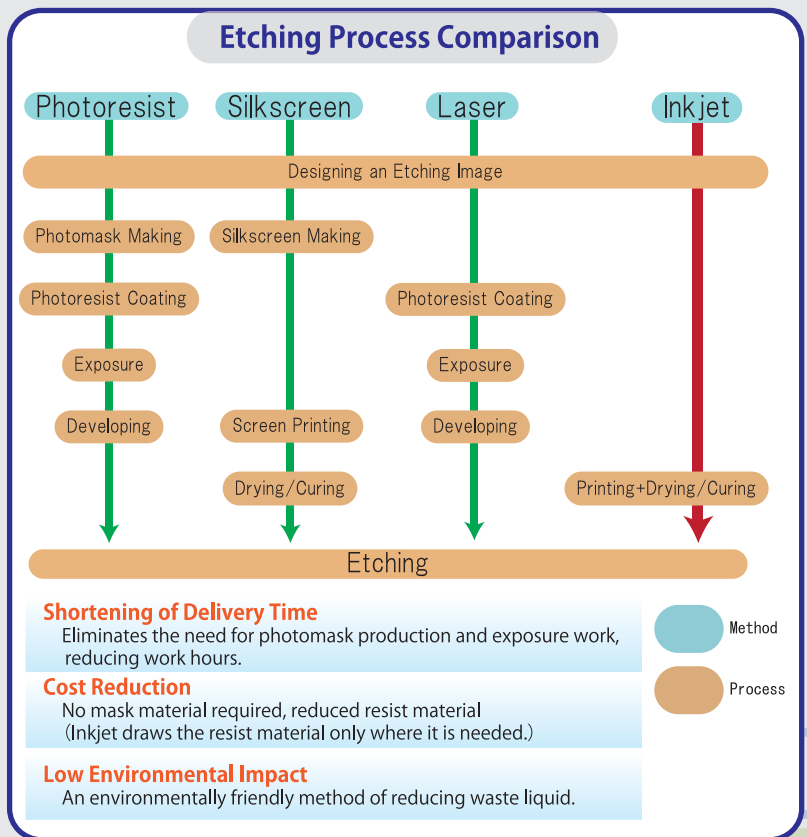 Etching Process Comparison
Photoresist Silkscreen Laser Inkjet
Designing an Etching Image
Photomask Making Silkscreen Making
Photoresist Coating Photoresist Coating
Exposure Exposure
Developing Screen Printing Developing
Drying/Curing Printing+Drying/Curing
Etching
Shortening of Delivery Time
Eliminates the need for photomask production and exposure work,
reducing work hours.
Cost Reduction
No mask material required, reduced resist material
(Inkjet draws the resist material only where it is needed.)
Low Environmental Impact
An environmentally friendly method of reducing waste liquid.
Method
Process